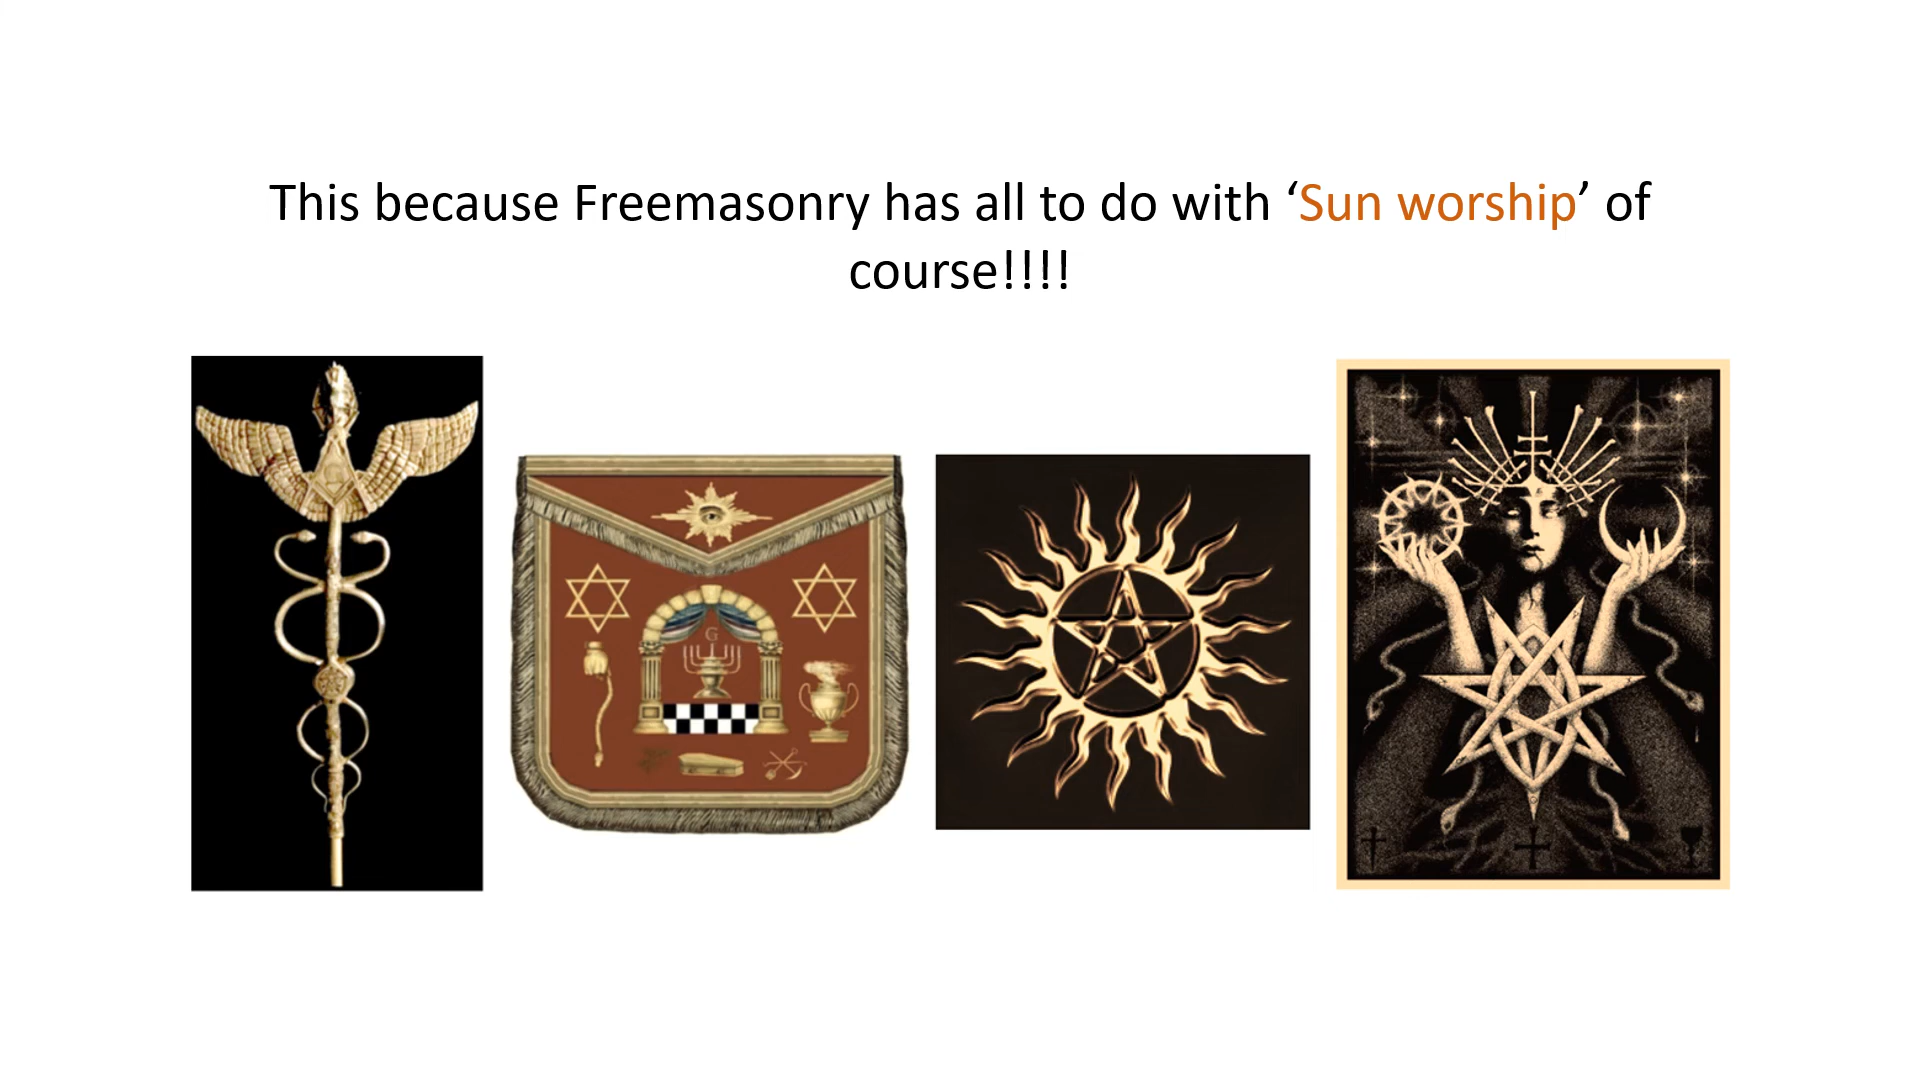 This because Freemasonry has all to do with ‘Sun worship’ of
course!!!!
G